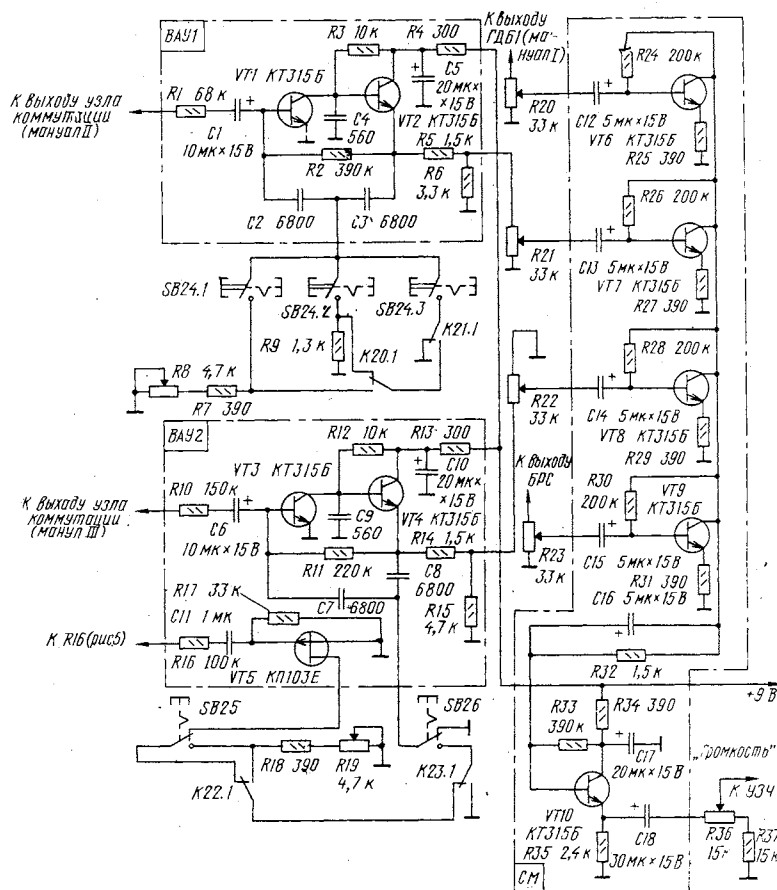 ВАУ1
R3 10к R4 300
VT1 КТ315Б
К выходу узла
коммутации
(мануал II)
R1 68к
C1
10мк×15В
C4
560
C5
20мк×
×15В
VT2 КТ315Б
R5 1,5к
R2 390к
R6
3,3к
C2 6800
C3 6800
SB24.1
SB24.2
SB24.3
R9 1,3к
K20.1
K21.1
R8 4,7к
R7 390
К выходу
ГДБ1 (ма-
нуал I)
R20
33к
R24 200к
C12 5мк×15В
VT6 КТ315Б
R25 390
R26 200к
R21
33к
C13 5мк×15В
VT7 КТ315Б
R27 390
R28 200к
R22
33к
C14 5мк×15В
VT8 КТ315Б
R29 390
К выходу
БРС
R30
200к
VT9
КТ315Б
R23
33к
C15 5мк×15В
R31 390
C16 5мк×15В
R32 1,5к
ВАУ2
R12 10к R13 300
VT3 КТ315Б
К выходу узла
коммутации
(манул III)
R10 150к
C6
10мк×15В
C9
560
C10
20мк×
×15В
VT4 КТ315Б
R14 1,5к
R11 220к
C8
6800
C7 6800
R15
4,7к
R17 33к
C11 1мк
К R16 (рис5)
R16 100к
VT5 КП103Е
SB25
SB26
R18 390
R19
4,7к
K22.1
K23.1
+9В
R33
390к
R34 390
C17
20мк×15В
VT10
КТ315Б
R35 2,4к
C18
30мк×15В
„Громкость"
К УЗЧ
R36
15к
R37
15к
СМ